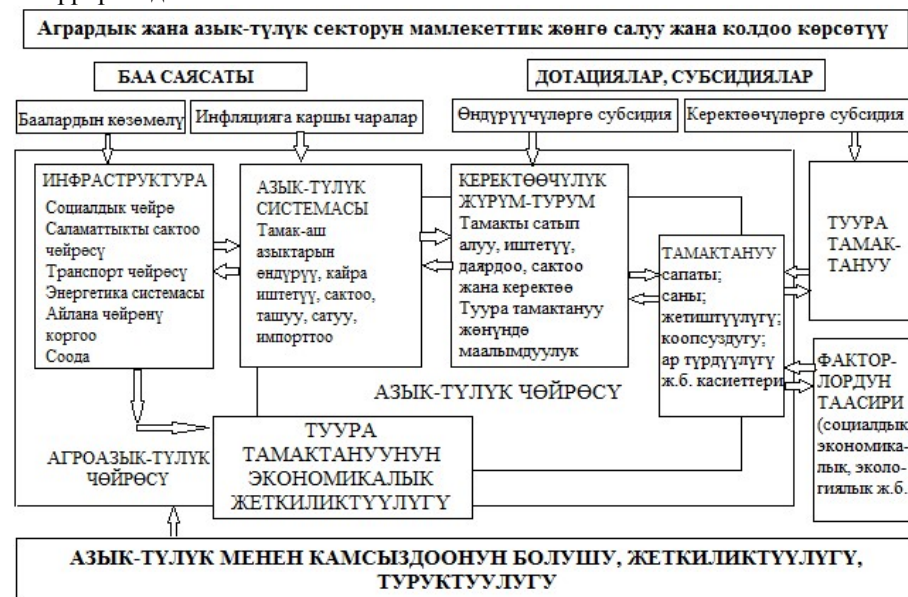 Агрардык жана азык-түлүк секторун мамлекеттик жөнгө салуу жана колдоо көрсөтүү
БАА САЯСАТЫ
ДОТАЦИЯЛАР, СУБСИДИЯЛАР
Баалардын көзөмөлү
Инфляцияга каршы чаралар
Өндүрүүчүлөргө субсидия
Керектөөчүлөргө субсидия
ИНФРАСТРУКТУРА
Социалдык чөйрө
Саламаттыкты сактоо
чөйрөсү
Транспорт чөйрөсү
Энергетика системасы
Айлана чөйрөнү
коргоо
Соода
АЗЫК-ТҮЛҮК
СИСТЕМАСЫ
Тамак-аш
азыктарын
өндүрүү, кайра
иштетүү, сактоо,
ташуу, сатуу,
импорттоо
КЕРЕКТӨӨЧҮЛҮК
ЖҮРҮМ-ТУРУМ
Тамакты сатып
алуу, иштетүү,
даярдоо, сактоо
жана керектөө
Туура тамактануу
жөнүндө
маалымдуулук
ТАМАКТАНУУ
сапаты;
саны;
жетиштүүлүгү;
коопсуздугу;
ар түрдүүлүгү
ж.б. касиеттери
ТУУРА
ТАМАК-
ТАНУУ
ФАКТОР-
ЛОРДУН
ТААСИРИ
(социалдык
экономика-
лык, эколо-
гиялык ж.б.
АЗЫК-ТҮЛҮК ЧӨЙРӨСҮ
АГРОАЗЫК-ТҮЛҮК
ЧӨЙРӨСҮ
ТУУРА
ТАМАКТАНУУНУН
ЭКОНОМИКАЛЫК
ЖЕТКИЛИКТҮҮЛҮГҮ
АЗЫК-ТҮЛҮК МЕНЕН КАМСЫЗДООНУН БОЛУШУ, ЖЕТКИЛИКТҮҮЛҮГҮ,
ТУРУКТУУЛУГУ